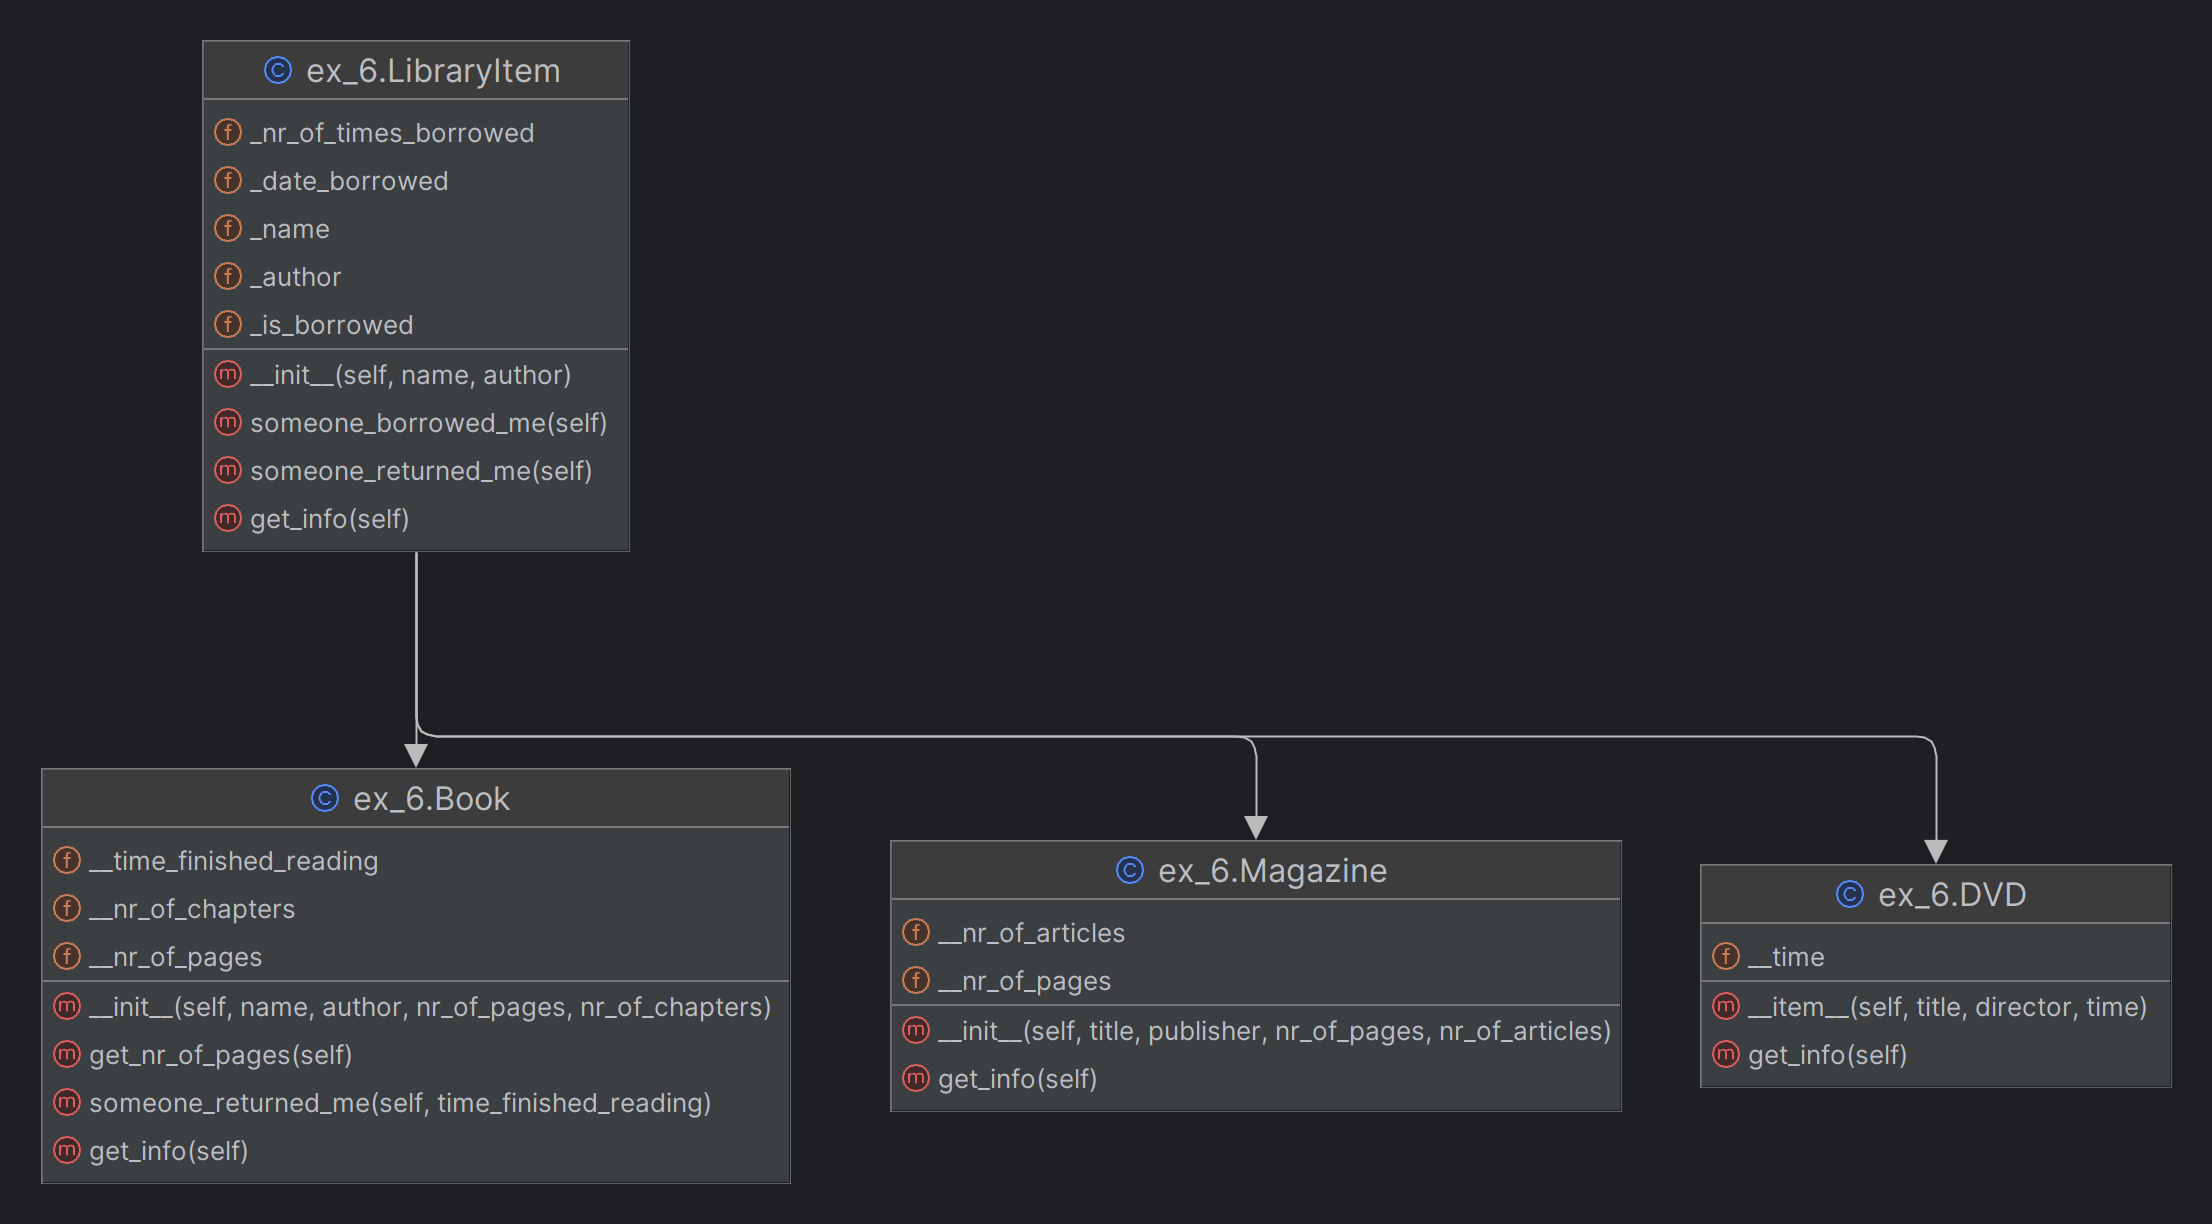 ex_6.LibraryItem
_nr_of_times_borrowed
_date_borrowed
_name
_author
_is_borrowed
__init__(self, name, author)
someone_borrowed_me(self)
someone_returned_me(self)
get_info(self)
ex_6.Book
__time_finished_reading
__nr_of_chapters
__nr_of_pages
__init__(self, name, author, nr_of_pages, nr_of_chapters)
get_nr_of_pages(self)
someone_returned_me(self, time_finished_reading)
get_info(self)
ex_6.Magazine
__nr_of_articles
__nr_of_pages
__init__(self, title, publisher, nr_of_pages, nr_of_articles)
get_info(self)
ex_6.DVD
__time
__item__(self, title, director, time)
get_info(self)